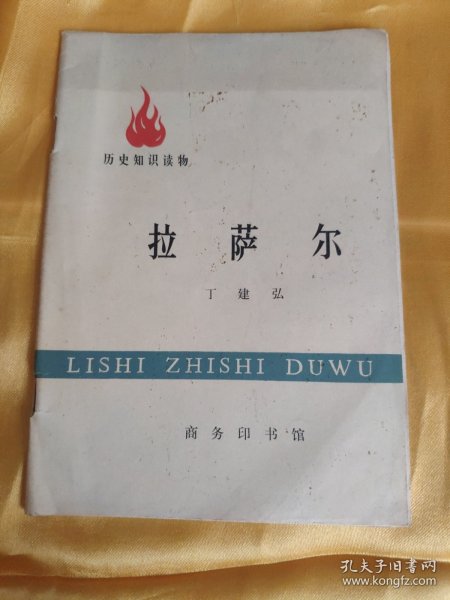 历史知识读物
拉萨尔
丁建弘
LISHI ZHISHI DUWU
商务印书馆
孔夫子旧书网
www.kongfz.com